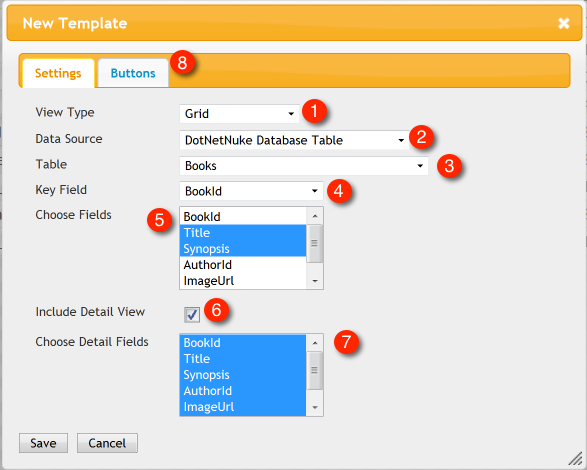 New Template
Settings Buttons 8
View Type Grid 1
Data Source DotNetNuke Database Table 2
Table Books 3
Key Field BookId 4
Choose Fields 5 BookId
Title
Synopsis
AuthorId
ImageUrl
Include Detail View 6
Choose Detail Fields BookId 7
Title
Synopsis
AuthorId
ImageUrl
Save Cancel